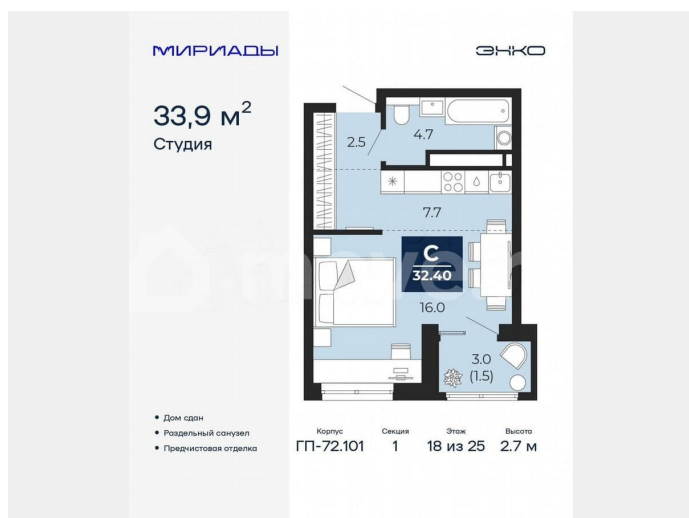 МИРИАДЫ
ЭНКО
33,9 м²
Студия
2.5
4.7
7.7
С
32.40
16.0
3.0
(1.5)
• Дом сдан
• Раздельный санузел
• Предчистовая отделка
Корпус Секция Этаж Высота
ГП-72.101 1 18 из 25 2.7 м